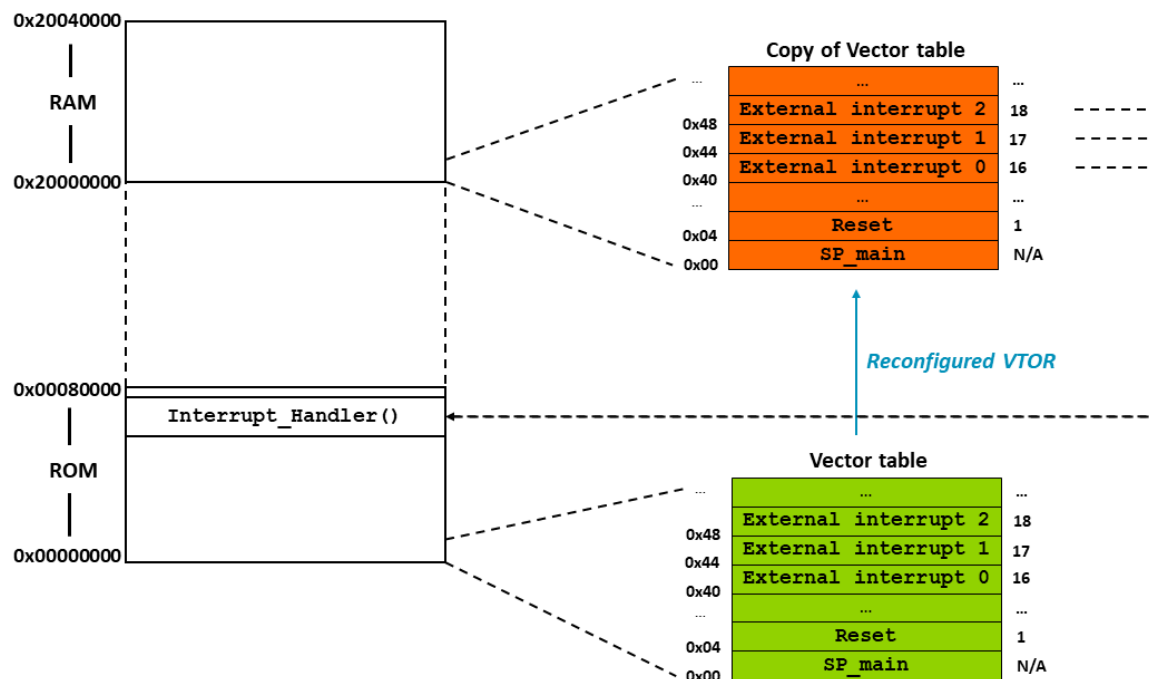 0x20040000
RAM
0x20000000
0x00080000
Interrupt_Handler()
ROM
0x00000000
Copy of Vector table
... ... ...
External interrupt 2 18
0x48
External interrupt 1 17
0x44
External interrupt 0 16
0x40
... ... ...
Reset 1
0x04
SP_main N/A
0x00
Reconfigured VTOR
Vector table
... ... ...
External interrupt 2 18
0x48
External interrupt 1 17
0x44
External interrupt 0 16
0x40
... ... ...
Reset 1
0x04
SP_main N/A
0x00